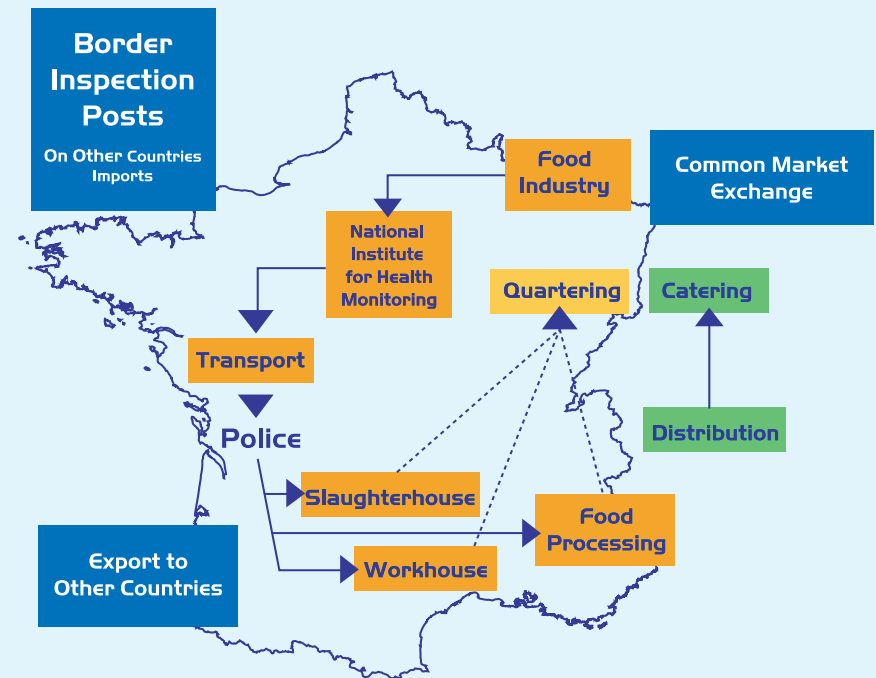 Border
Inspection
Posts
On Other Countries
Imports
Food
Industry
Common Market
Exchange
National
Institute
for Health
Monitoring
Quartering
Catering
Transport
Police
Distribution
Slaughterhouse
Food
Processing
Workhouse
Export to
Other Countries